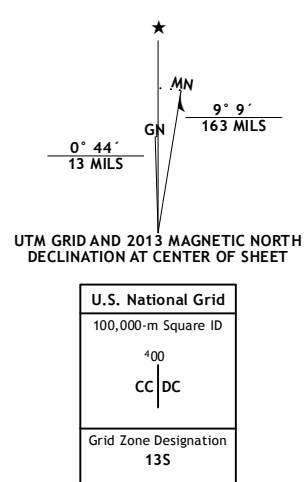 ★
MN
GN
9° 9´
163 MILS
0° 44´
13 MILS
UTM GRID AND 2013 MAGNETIC NORTH
DECLINATION AT CENTER OF SHEET
U.S. National Grid
100,000-m Square ID
⁴00
CC DC
Grid Zone Designation
13S